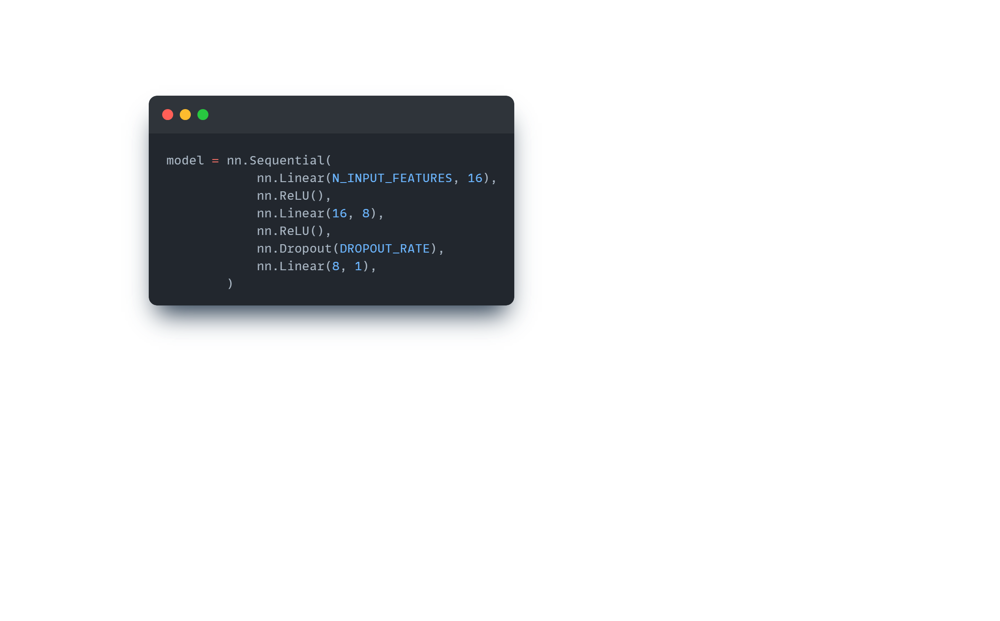 model = nn.Sequential(
            nn.Linear(N_INPUT_FEATURES, 16),
            nn.ReLU(),
            nn.Linear(16, 8),
            nn.ReLU(),
            nn.Dropout(DROPOUT_RATE),
            nn.Linear(8, 1),
        )